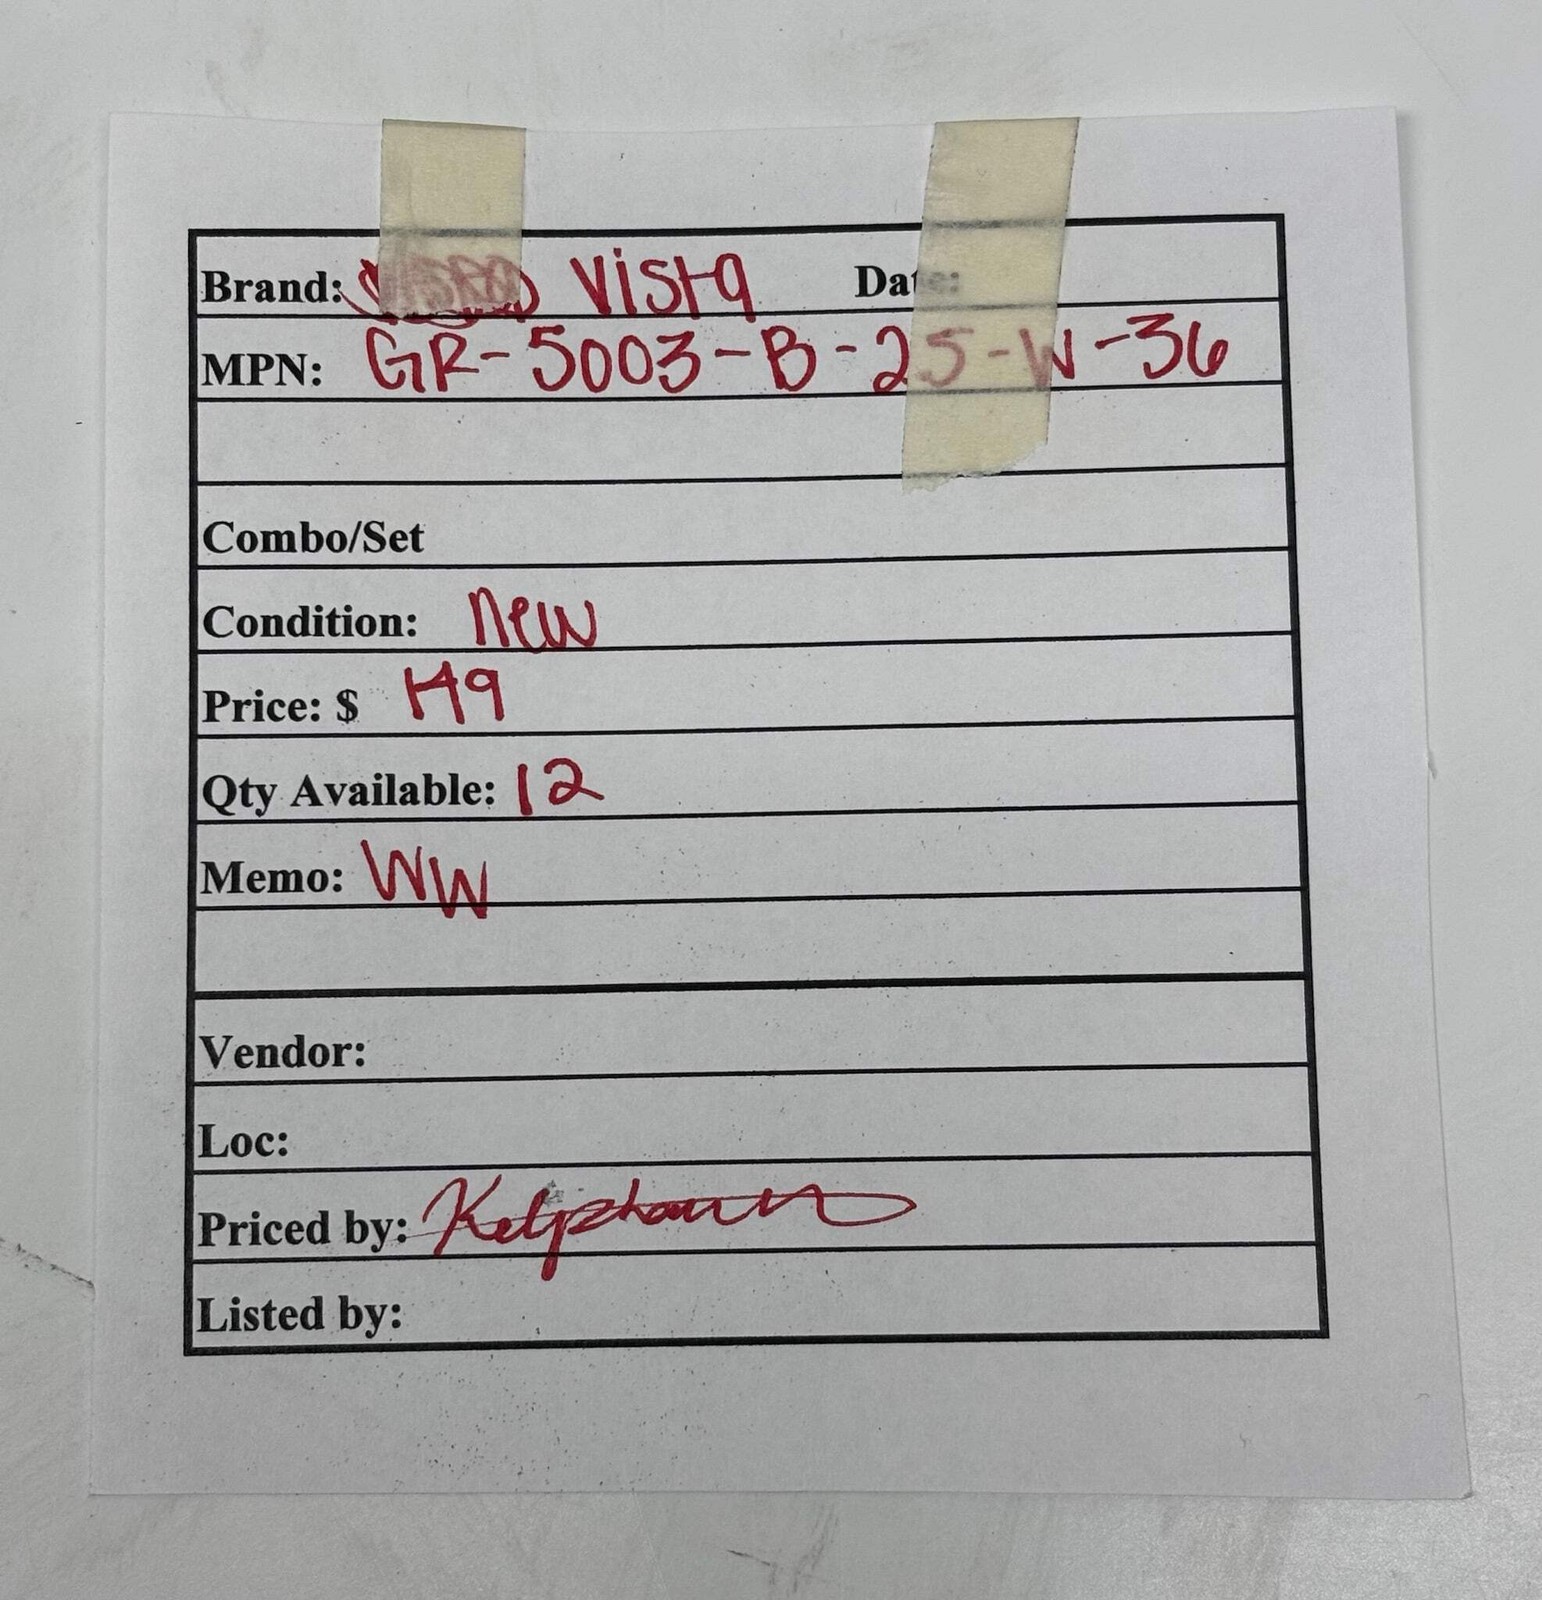 Brand: Vista Date:
MPN: GR-5003-B-25-W-36
Combo/Set
Condition: new
Price: $ 149
Qty Available: 12
Memo: WW
Vendor:
Loc:
Priced by:
Listed by: